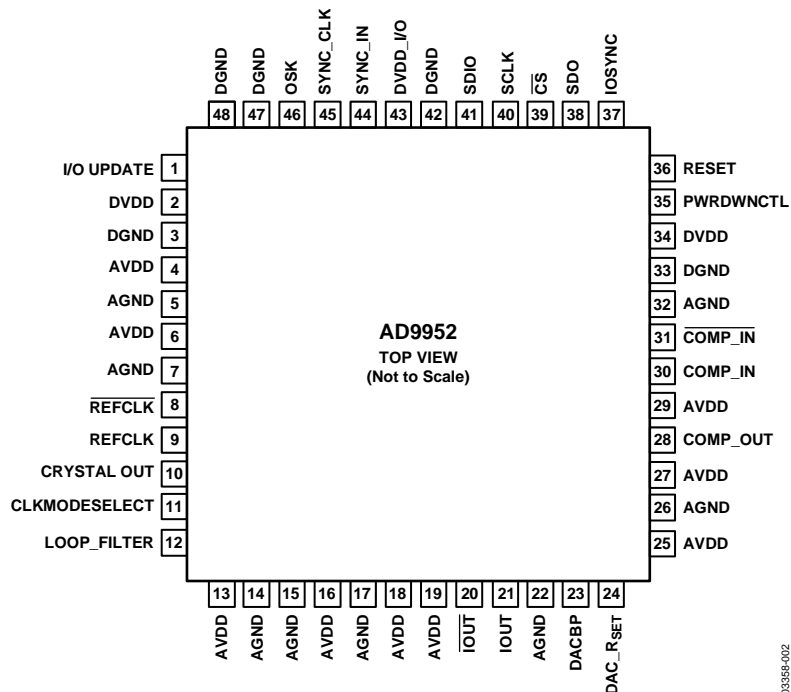 DGND
DGND
OSK
SYNC_CLK
SYNC_IN
DVDD_I/O
DGND
SDIO
SCLK
C̅S̅
SDO
IOSYNC
48 47 46 45 44 43 42 41 40 39 38 37
I/O UPDATE 1
DVDD 2
DGND 3
AVDD 4
AGND 5
AVDD 6
AGND 7
R̅E̅F̅C̅L̅K̅ 8
REFCLK 9
CRYSTAL OUT 10
CLKMODESELECT 11
LOOP_FILTER 12
AD9952
TOP VIEW
(Not to Scale)
36 RESET
35 PWRDWNCTL
34 DVDD
33 DGND
32 AGND
31 C̅O̅M̅P̅_̅I̅N̅
30 COMP_IN
29 AVDD
28 COMP_OUT
27 AVDD
26 AGND
25 AVDD
13 14 15 16 17 18 19 20 21 22 23 24
AVDD
AGND
AGND
AVDD
AGND
AVDD
AVDD
I̅O̅U̅T̅
IOUT
AGND
DACBP
DAC_RSET
03358-002